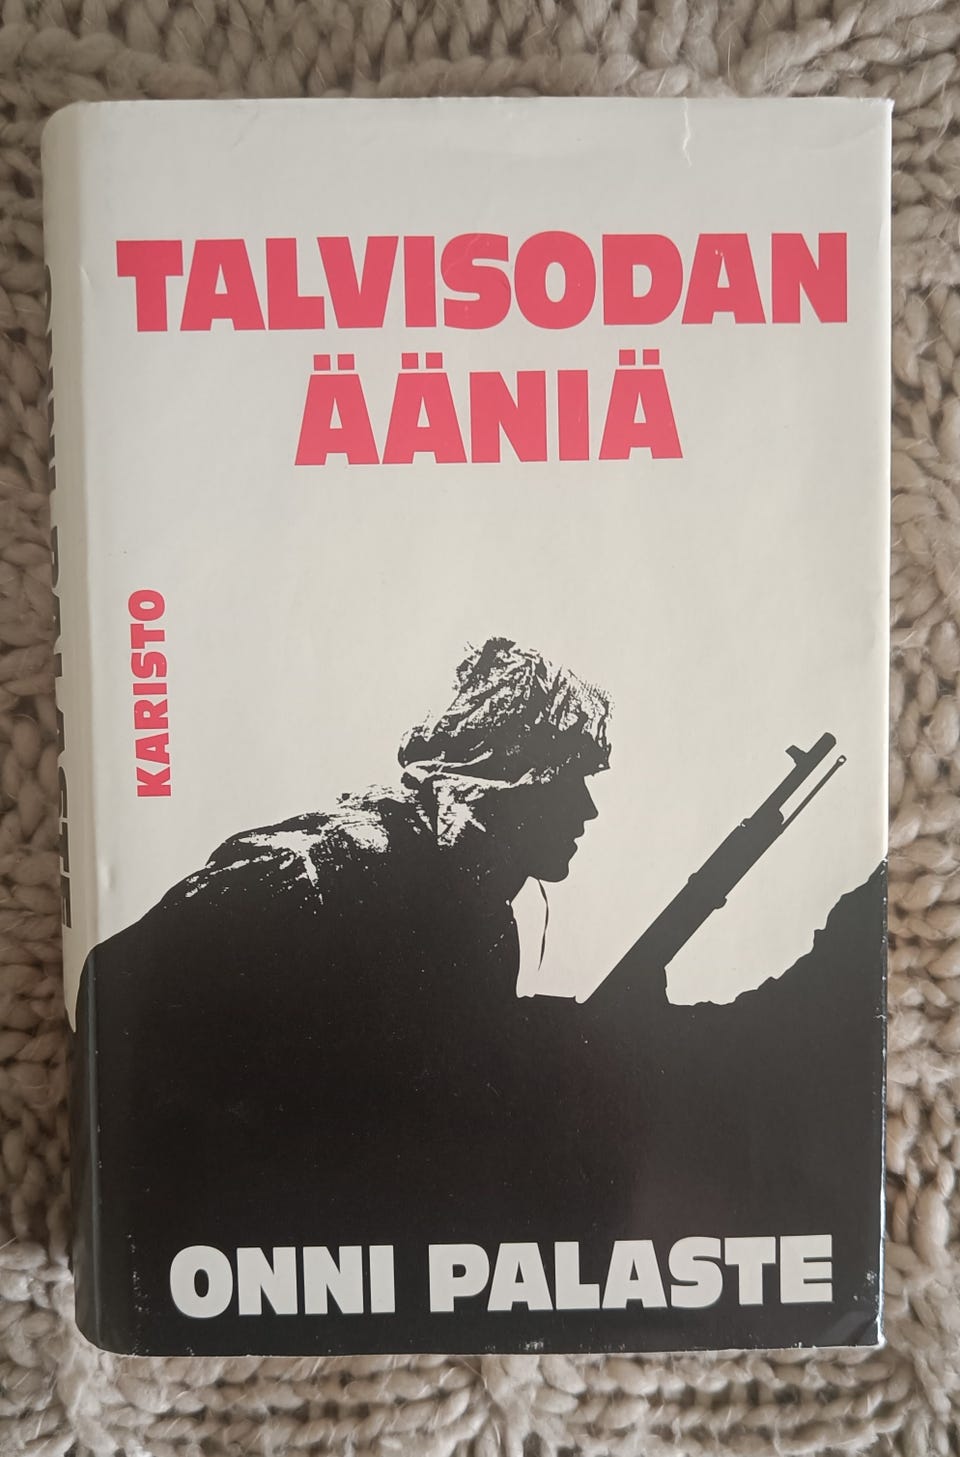 TALVISODAN
ÄÄNIÄ
KARISTO
ONNI PALASTE